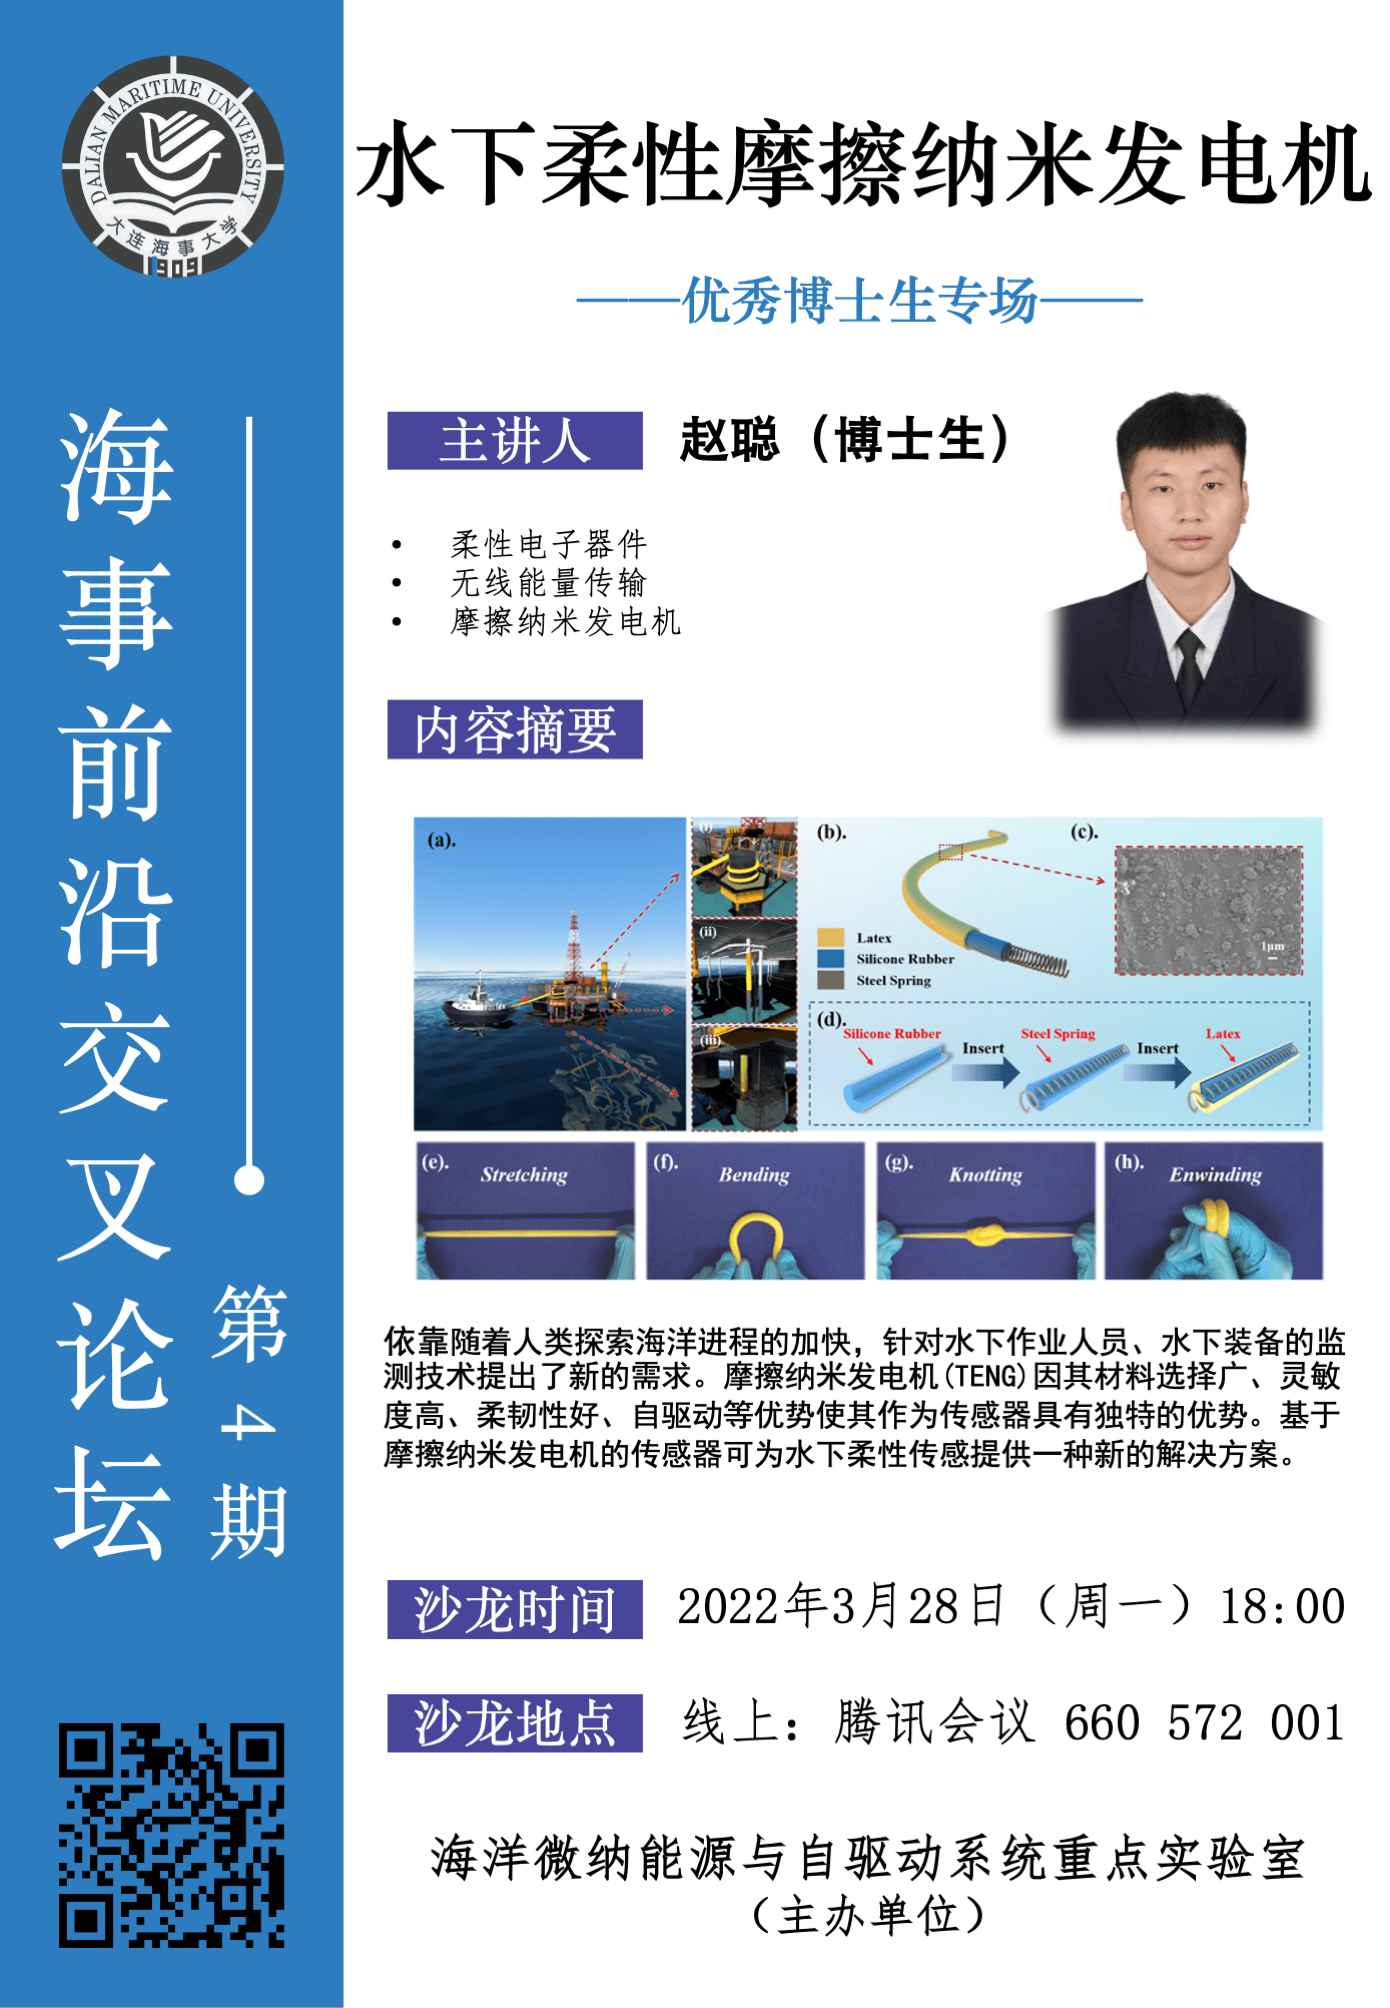 DALIAN MARITIME UNIVERSITY
大连海事大学
1909
海事前沿交叉论坛
第4期
水下柔性摩擦纳米发电机
——优秀博士生专场——
主讲人 赵聪（博士生）
• 柔性电子器件
• 无线能量传输
• 摩擦纳米发电机
内容摘要
(a).
(i)
(ii)
(iii)
(b).
Latex
Silicone Rubber
Steel Spring
(c).
1μm
(d).
Silicone Rubber
Insert
Steel Spring
Insert
Latex
(e). Stretching
(f). Bending
(g). Knotting
(h). Enwinding
依靠随着人类探索海洋进程的加快，针对水下作业人员、水下装备的监
测技术提出了新的需求。摩擦纳米发电机(TENG)因其材料选择广、灵敏
度高、柔韧性好、自驱动等优势使其作为传感器具有独特的优势。基于
摩擦纳米发电机的传感器可为水下柔性传感提供一种新的解决方案。
沙龙时间 2022年3月28日（周一）18:00
沙龙地点 线上：腾讯会议 660 572 001
海洋微纳能源与自驱动系统重点实验室
（主办单位）